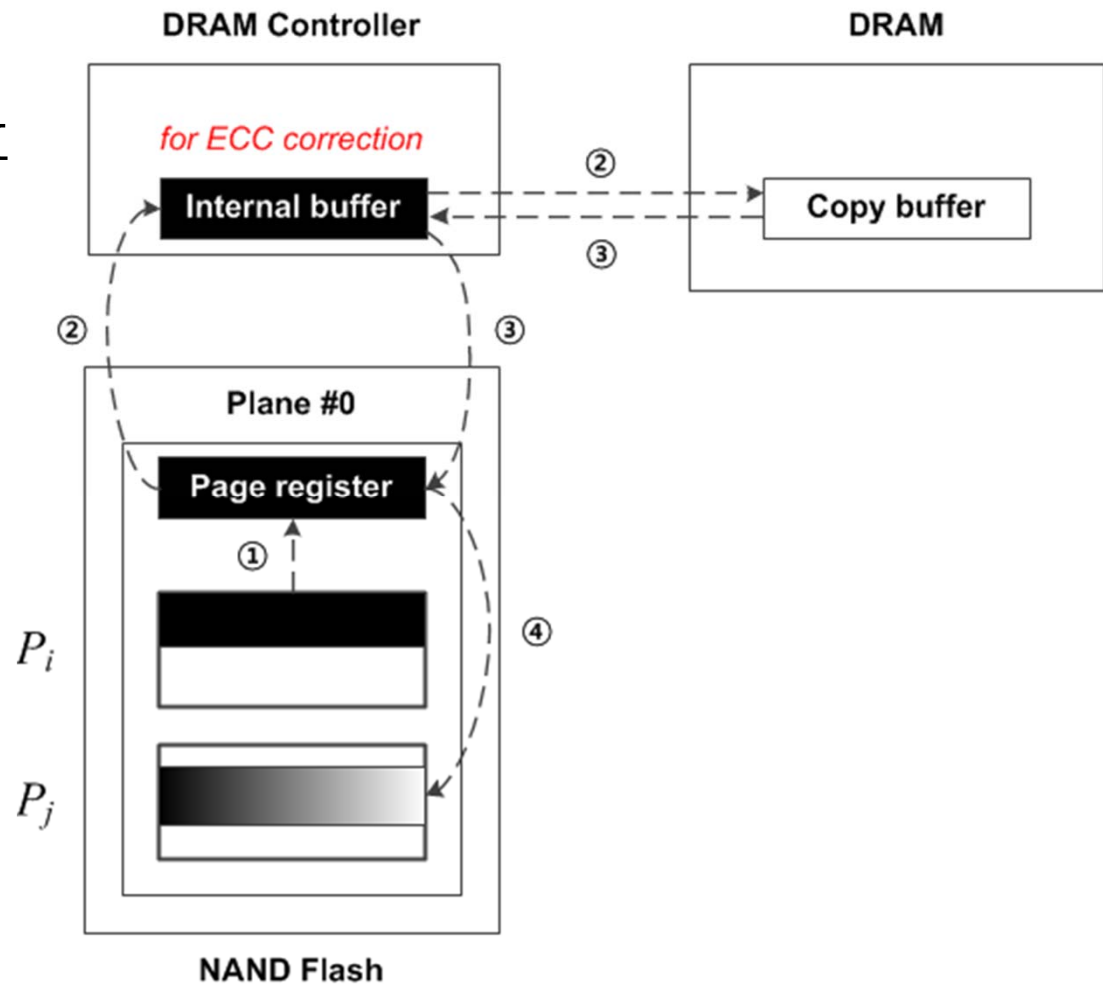 DRAM Controller
DRAM
for ECC correction
②
Internal buffer
Copy buffer
③
②
③
Plane #0
Page register
①
P_i
④
P_j
NAND Flash